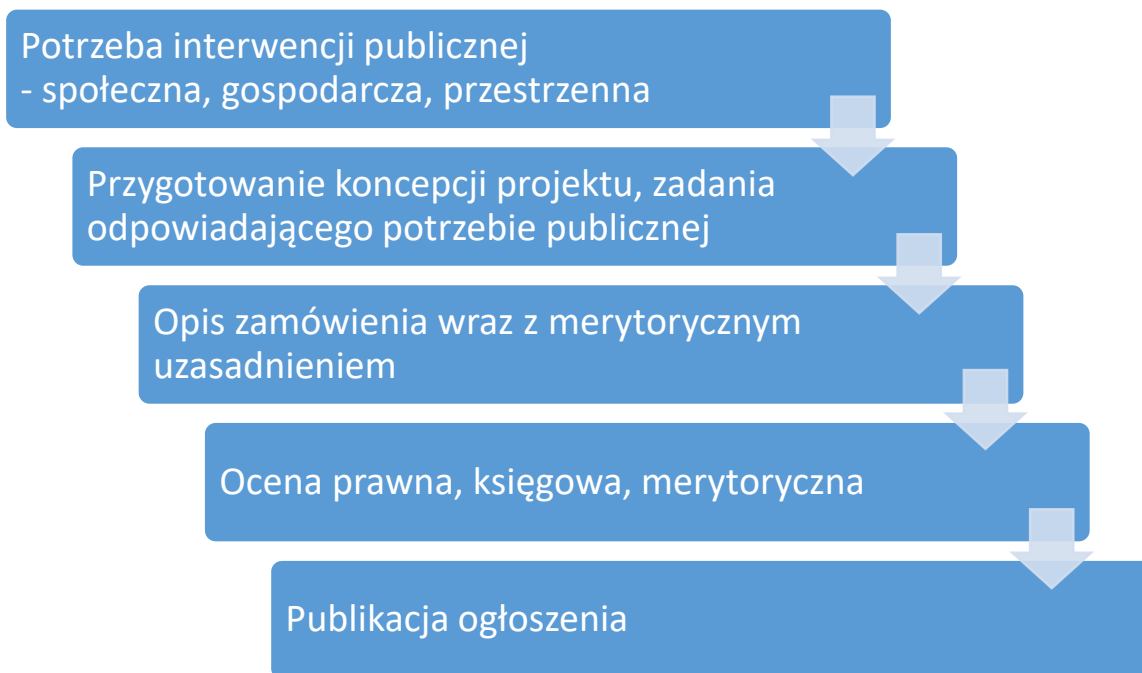 Potrzeba interwencji publicznej
- społeczna, gospodarcza, przestrzenna
Przygotowanie koncepcji projektu, zadania
odpowiadającego potrzebie publicznej
Opis zamówienia wraz z merytorycznym
uzasadnieniem
Ocena prawna, księgowa, merytoryczna
Publikacja ogłoszenia